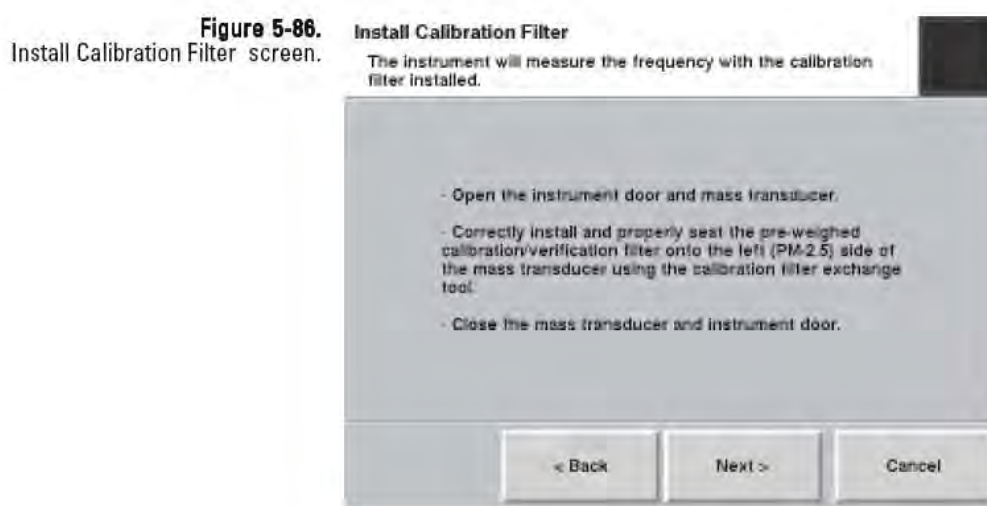 Figure 5-86.
Install Calibration Filter screen.
Install Calibration Filter
The instrument will measure the frequency with the calibration
filter installed.
- Open the instrument door and mass transducer.
- Correctly install and properly seat the pre-weighed
calibration/verification filter onto the left (PM-2.5) side of
the mass transducer using the calibration filter exchange
tool.
- Close the mass transducer and instrument door.
< Back
Next >
Cancel